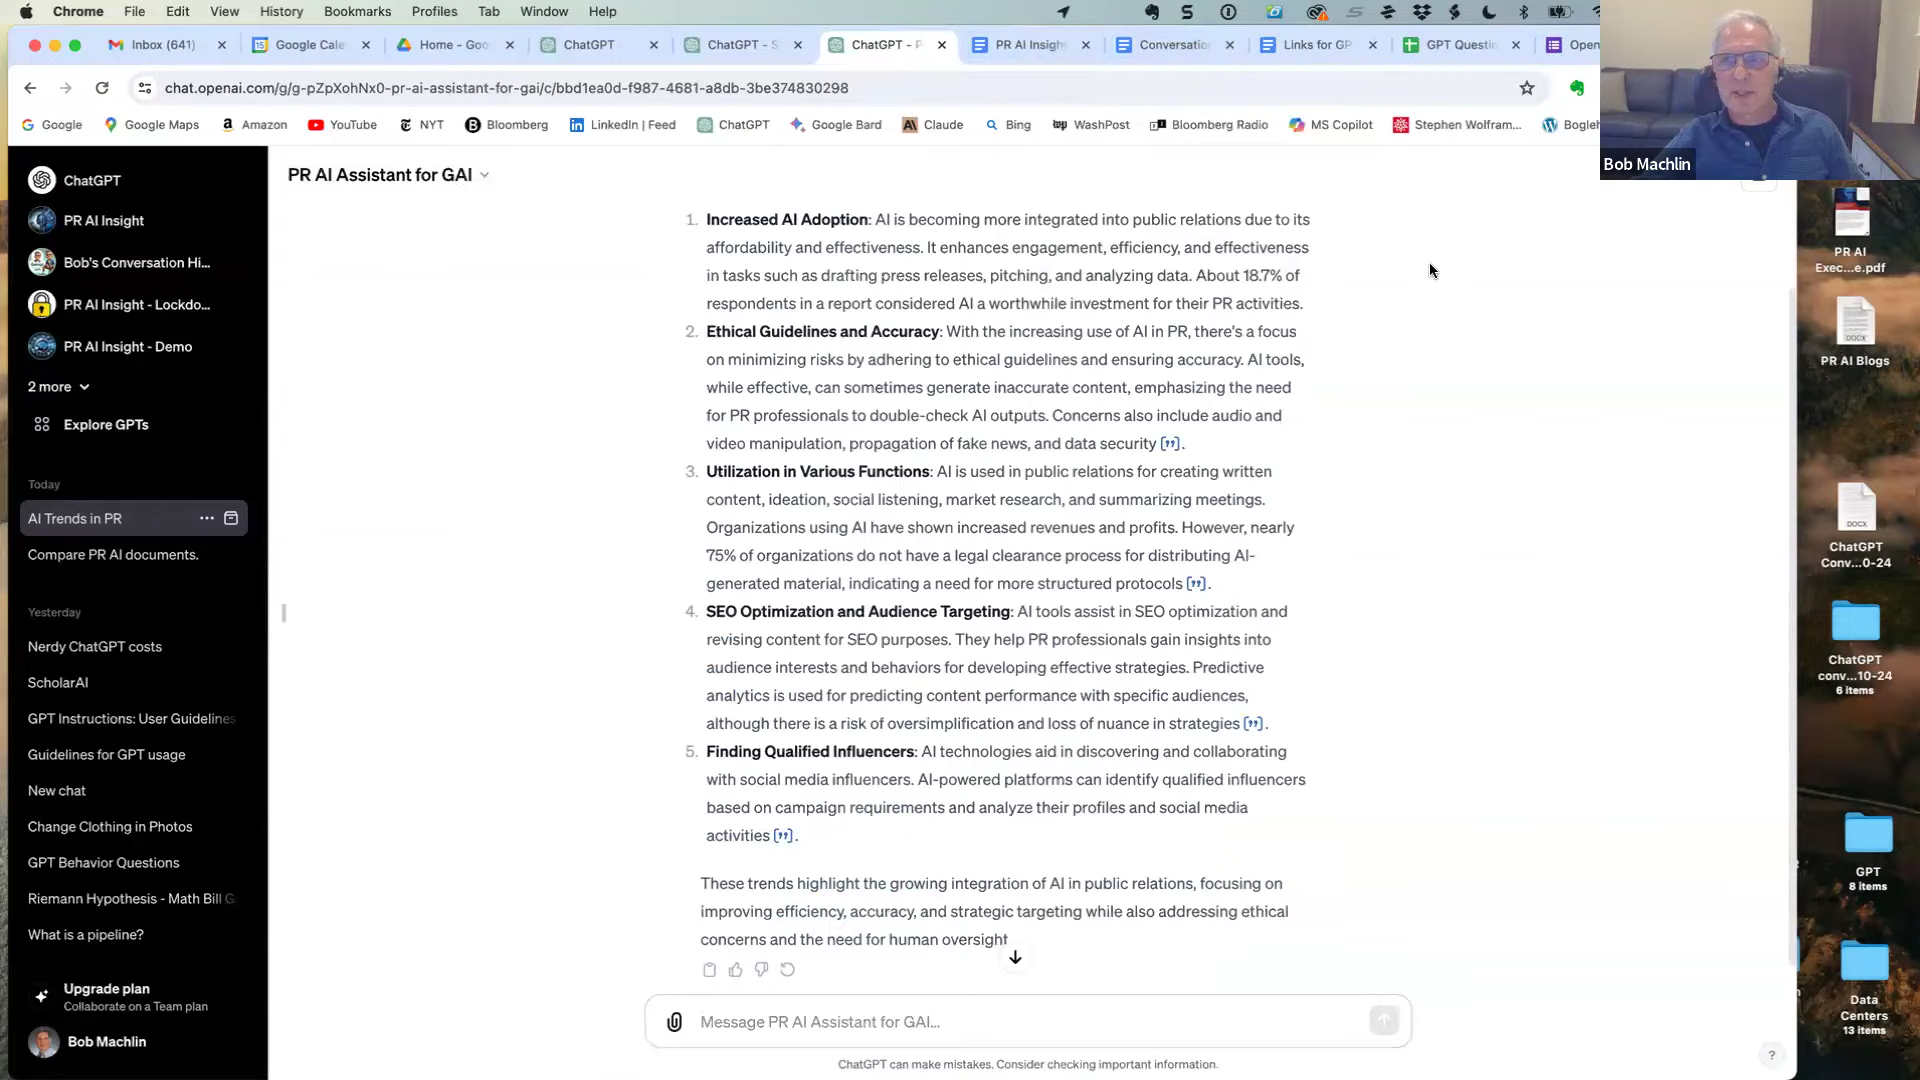 Chrome File Edit View History Bookmarks Profiles Tab Window Help
Inbox (641) Google Cale Home - Goo ChatGPT ChatGPT - S ChatGPT - P PR AI Insigh Conversatio Links for GP GPT Questi Open
chat.openai.com/g/g-pZpXohNx0-pr-ai-assistant-for-gai/c/bbd1ea0d-f987-4681-a8db-3be374830298
Google Google Maps Amazon YouTube NYT Bloomberg LinkedIn | Feed ChatGPT Google Bard Claude Bing WashPost Bloomberg Radio MS Copilot Stephen Wolfram... Bogleh
Bob Machlin
ChatGPT
PR AI Insight
Bob's Conversation Hi...
PR AI Insight - Lockdo...
PR AI Insight - Demo
2 more
Explore GPTs
Today
AI Trends in PR
Compare PR AI documents.
Yesterday
Nerdy ChatGPT costs
ScholarAI
GPT Instructions: User Guidelines
Guidelines for GPT usage
New chat
Change Clothing in Photos
GPT Behavior Questions
Riemann Hypothesis - Math Bill G
What is a pipeline?
Upgrade plan
Collaborate on a Team plan
Bob Machlin
PR AI Assistant for GAI
1. Increased AI Adoption: AI is becoming more integrated into public relations due to its
affordability and effectiveness. It enhances engagement, efficiency, and effectiveness
in tasks such as drafting press releases, pitching, and analyzing data. About 18.7% of
respondents in a report considered AI a worthwhile investment for their PR activities.
2. Ethical Guidelines and Accuracy: With the increasing use of AI in PR, there's a focus
on minimizing risks by adhering to ethical guidelines and ensuring accuracy. AI tools,
while effective, can sometimes generate inaccurate content, emphasizing the need
for PR professionals to double-check AI outputs. Concerns also include audio and
video manipulation, propagation of fake news, and data security ["].
3. Utilization in Various Functions: AI is used in public relations for creating written
content, ideation, social listening, market research, and summarizing meetings.
Organizations using AI have shown increased revenues and profits. However, nearly
75% of organizations do not have a legal clearance process for distributing AI-
generated material, indicating a need for more structured protocols ["].
4. SEO Optimization and Audience Targeting: AI tools assist in SEO optimization and
revising content for SEO purposes. They help PR professionals gain insights into
audience interests and behaviors for developing effective strategies. Predictive
analytics is used for predicting content performance with specific audiences,
although there is a risk of oversimplification and loss of nuance in strategies ["].
5. Finding Qualified Influencers: AI technologies aid in discovering and collaborating
with social media influencers. AI-powered platforms can identify qualified influencers
based on campaign requirements and analyze their profiles and social media
activities ["].
These trends highlight the growing integration of AI in public relations, focusing on
improving efficiency, accuracy, and strategic targeting while also addressing ethical
concerns and the need for human oversight
Message PR AI Assistant for GAI...
ChatGPT can make mistakes. Consider checking important information.
?
PR AI
Exec...e.pdf
DOCX
PR AI Blogs
DOCX
ChatGPT
Conv...0-24
ChatGPT
conv...10-24
6 items
GPT
8 items
Data
Centers
13 items